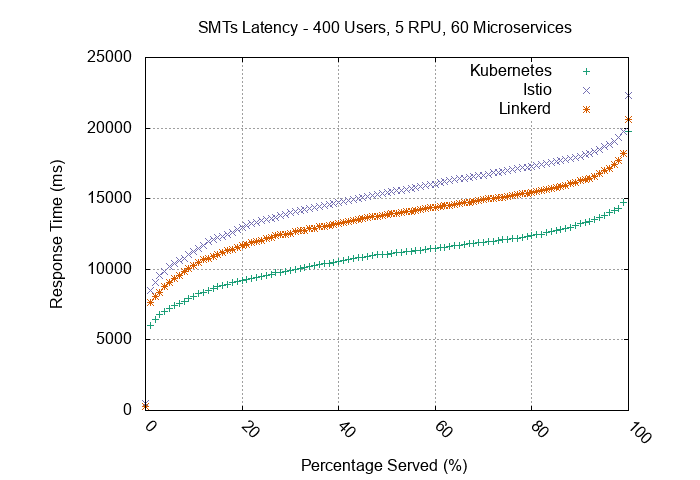 SMTs Latency - 400 Users, 5 RPU, 60 Microservices
25000
20000
15000
10000
5000
0
Response Time (ms)
Kubernetes
Istio
Linkerd
0
20
40
60
80
100
Percentage Served (%)